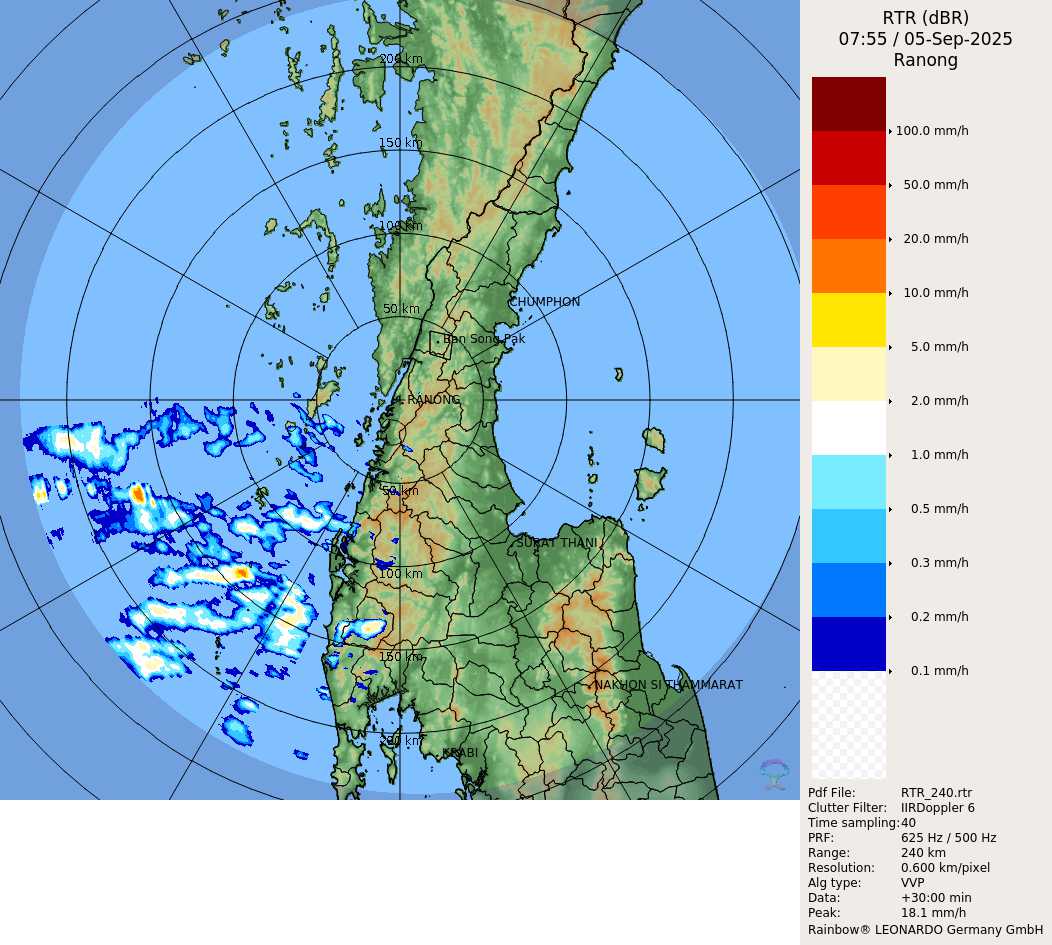 RTR (dBR)
07:55 / 05-Sep-2025
Ranong
100.0 mm/h
50.0 mm/h
20.0 mm/h
10.0 mm/h
5.0 mm/h
2.0 mm/h
1.0 mm/h
0.5 mm/h
0.3 mm/h
0.2 mm/h
0.1 mm/h
Pdf File: RTR_240.rtr
Clutter Filter: IIRDoppler 6
Time sampling:40
PRF: 625 Hz / 500 Hz
Range: 240 km
Resolution: 0.600 km/pixel
Alg type: VVP
Data: +30:00 min
Peak: 18.1 mm/h
Rainbow® LEONARDO Germany GmbH
200 km
150 km
100 km
50 km
CHUMPHON
Ban Song Pak
RANONG
50 km
SURAT THANI
100 km
150 km
NAKHON SI THAMMARAT
200 km
KRABI